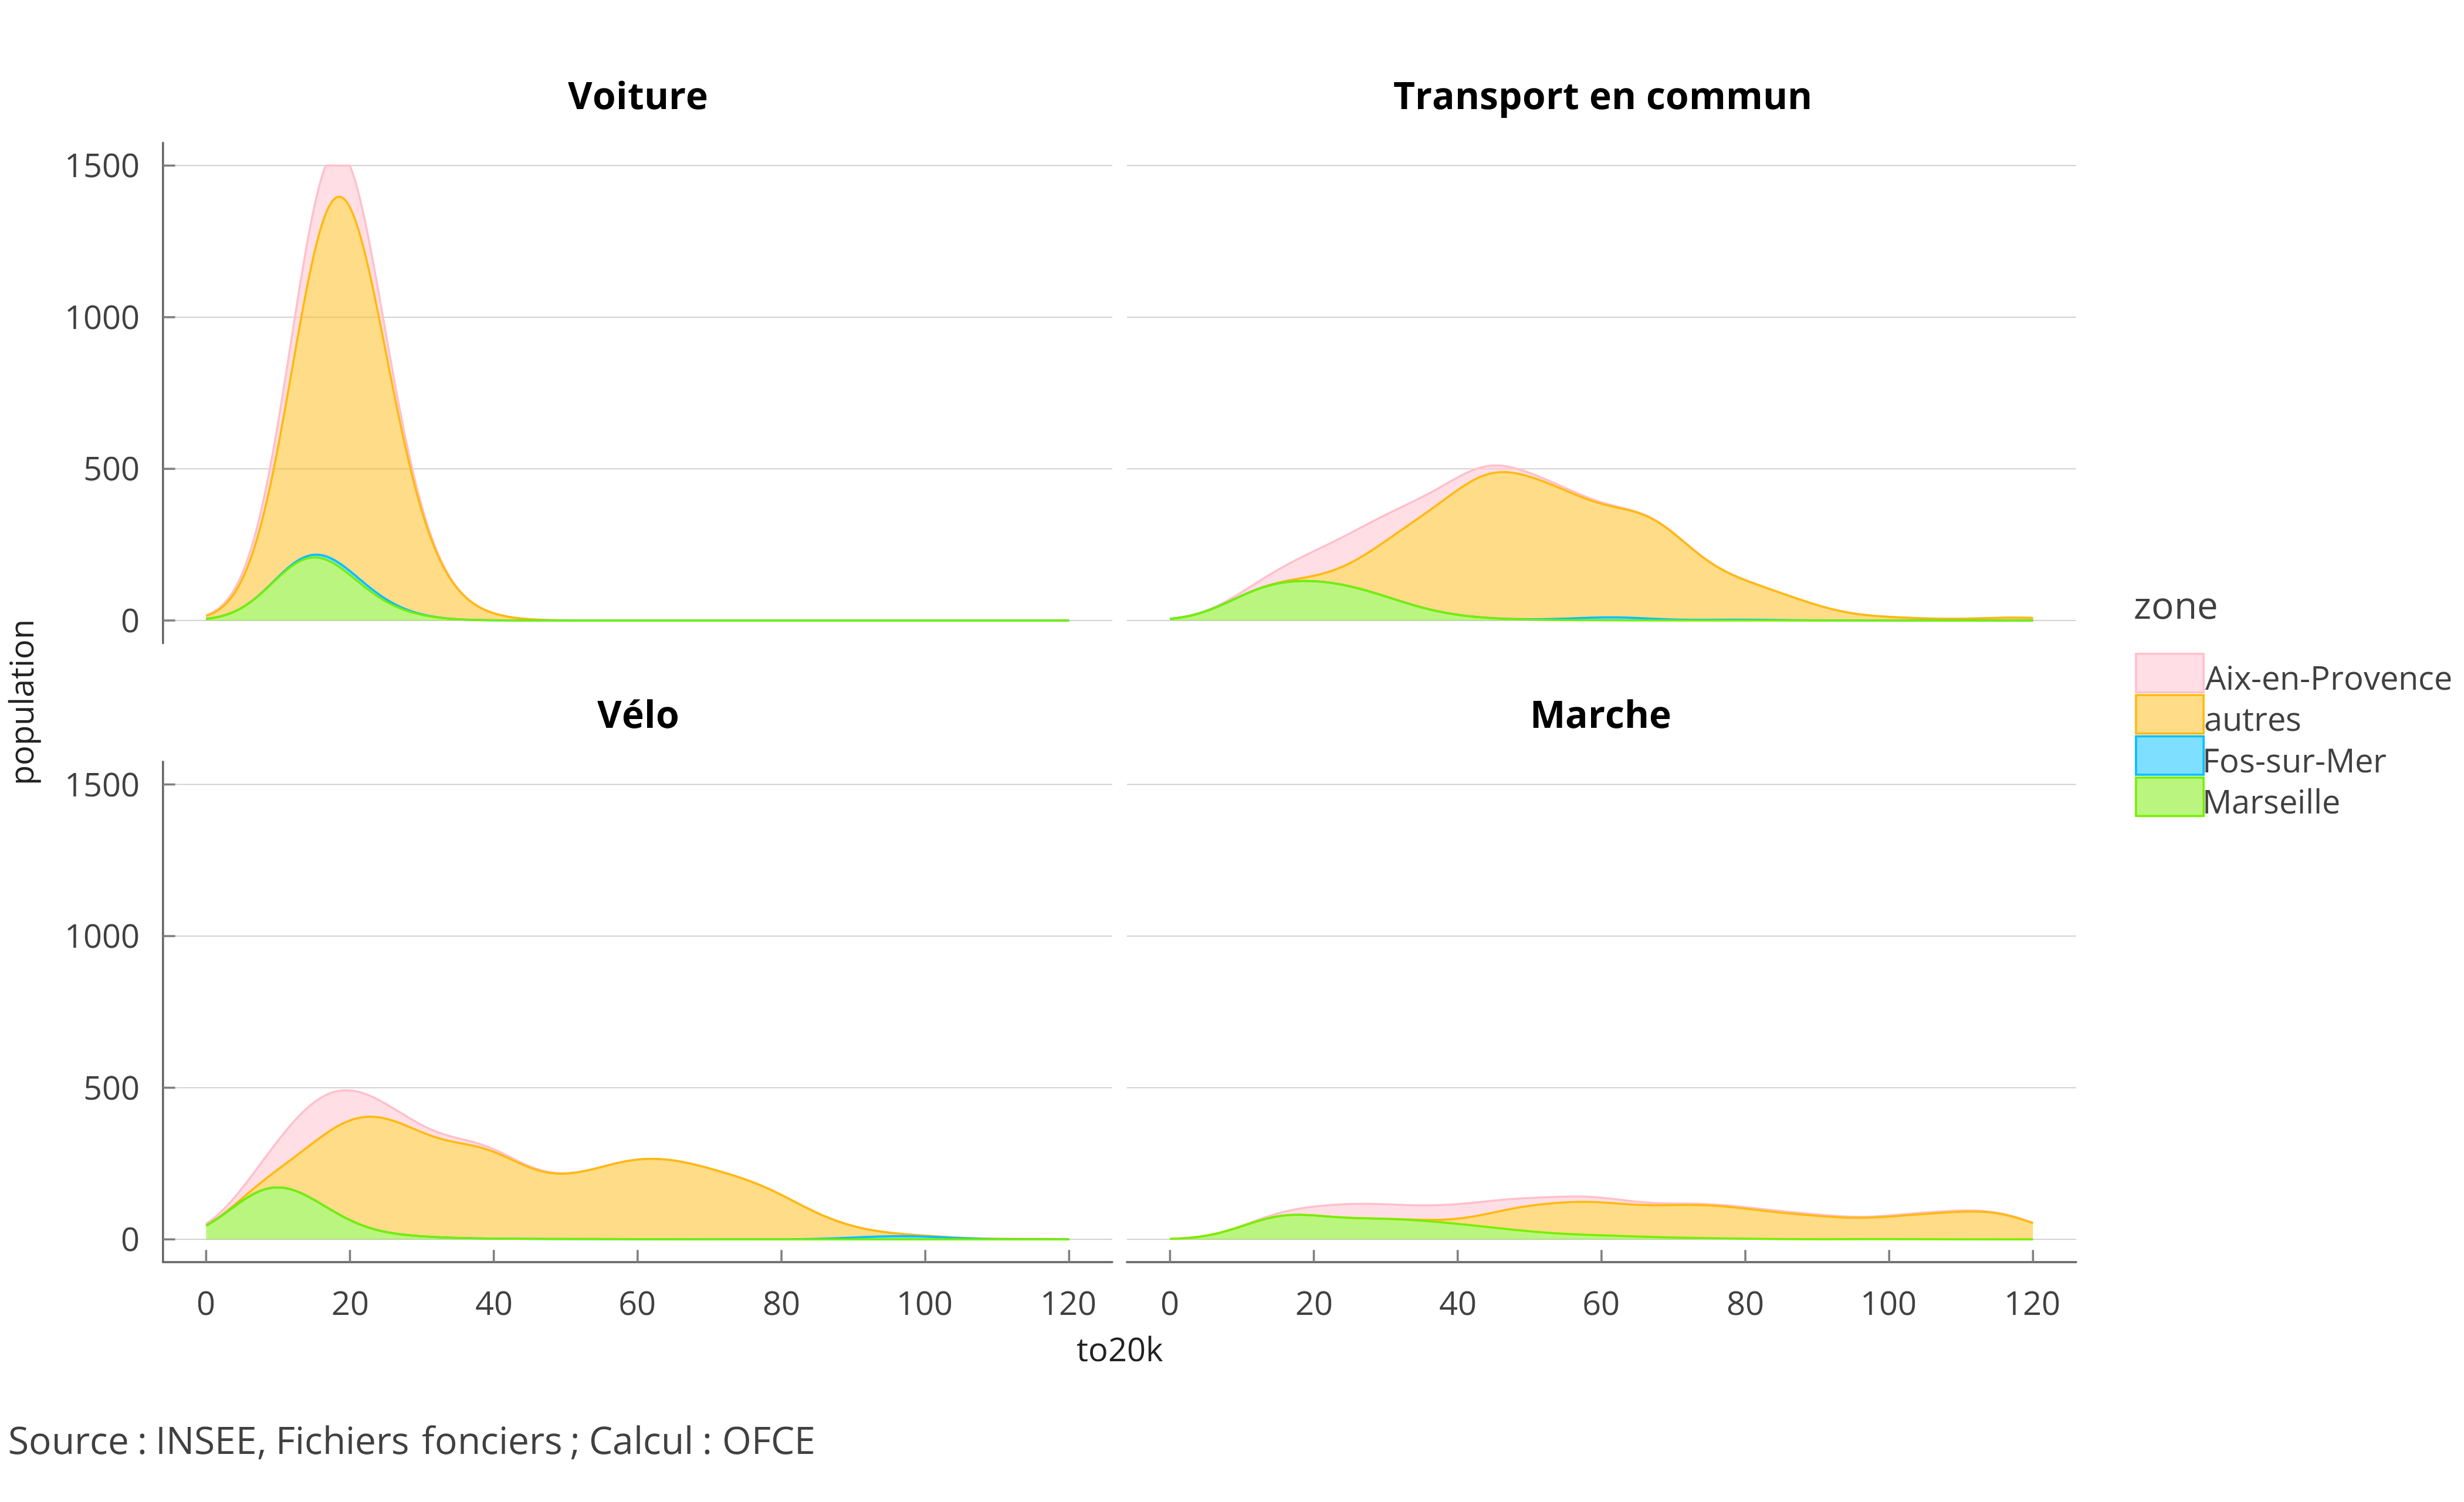 Voiture
Transport en commun
1500
1000
500
0
Vélo
Marche
1500
1000
500
0
0 20 40 60 80 100 120
0 20 40 60 80 100 120
to20k
population
zone
Aix-en-Provence
autres
Fos-sur-Mer
Marseille
Source : INSEE, Fichiers fonciers ; Calcul : OFCE